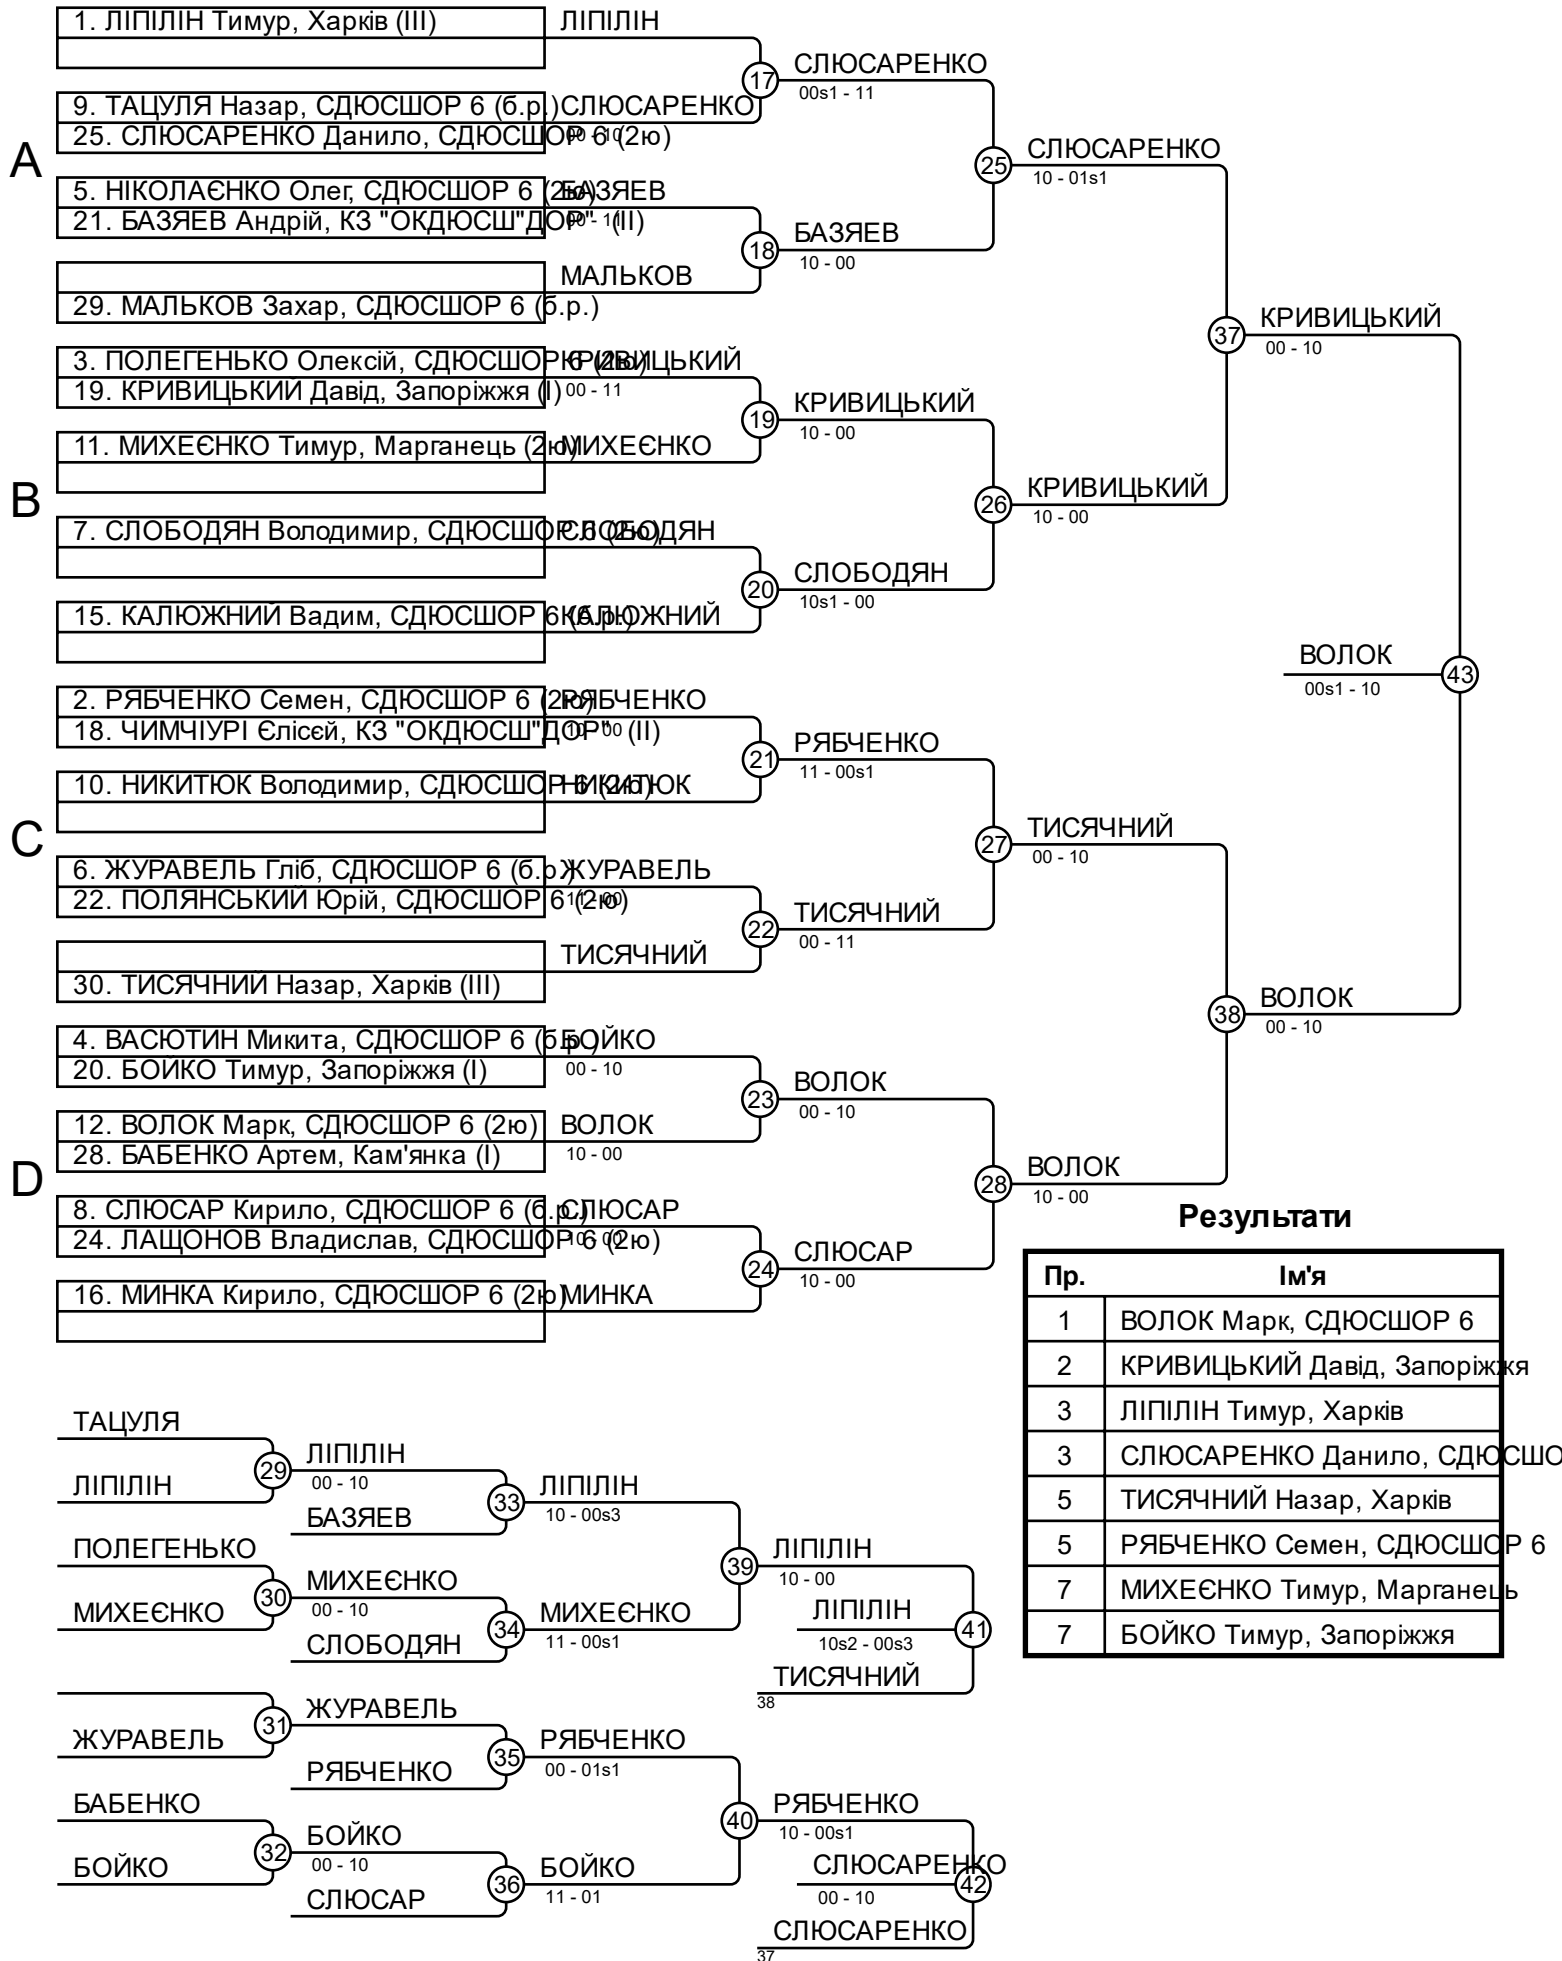 1. ЛІПІЛІН Тимур, Харків (III)
ЛІПІЛІН
9. ТАЦУЛЯ Назар, СДЮСШОР 6 (б.р.)
СЛЮСАРЕНКО
25. СЛЮСАРЕНКО Данило, СДЮСШОР 6 (2ю)
00 - 10
17
СЛЮСАРЕНКО
00s1 - 11
A
5. НІКОЛАЄНКО Олег, СДЮСШОР 6 (2ю)
БАЗЯЕВ
21. БАЗЯЕВ Андрій, КЗ "ОКДЮСШ"ДОР" (II)
00 - 11
МАЛЬКОВ
29. МАЛЬКОВ Захар, СДЮСШОР 6 (б.р.)
18
БАЗЯЕВ
10 - 00
25
СЛЮСАРЕНКО
10 - 01s1
3. ПОЛЕГЕНЬКО Олексій, СДЮСШОР 6 (2ю)
КРИВИЦЬКИЙ
19. КРИВИЦЬКИЙ Давід, Запоріжжя (I)
00 - 11
11. МИХЕЄНКО Тимур, Марганець (2ю)
МИХЕЄНКО
19
КРИВИЦЬКИЙ
10 - 00
B
7. СЛОБОДЯН Володимир, СДЮСШОР 6 (2ю)
СЛОБОДЯН
15. КАЛЮЖНИЙ Вадим, СДЮСШОР 6 (б.р.)
КАЛЮЖНИЙ
20
СЛОБОДЯН
10s1 - 00
26
КРИВИЦЬКИЙ
10 - 00
37
КРИВИЦЬКИЙ
00 - 10
2. РЯБЧЕНКО Семен, СДЮСШОР 6 (2ю)
РЯБЧЕНКО
18. ЧИМЧІУРІ Єлісєй, КЗ "ОКДЮСШ"ДОР" (II)
10 - 00
10. НИКИТЮК Володимир, СДЮСШОР 6 (2ю)
НИКИТЮК
21
РЯБЧЕНКО
11 - 00s1
C
6. ЖУРАВЕЛЬ Гліб, СДЮСШОР 6 (б.р.)
ЖУРАВЕЛЬ
22. ПОЛЯНСЬКИЙ Юрій, СДЮСШОР 6 (2ю)
11 - 00
ТИСЯЧНИЙ
30. ТИСЯЧНИЙ Назар, Харків (III)
22
ТИСЯЧНИЙ
00 - 11
27
ТИСЯЧНИЙ
00 - 10
4. ВАСЮТИН Микита, СДЮСШОР 6 (б.р.)
БОЙКО
20. БОЙКО Тимур, Запоріжжя (I)
00 - 10
12. ВОЛОК Марк, СДЮСШОР 6 (2ю)
ВОЛОК
28. БАБЕНКО Артем, Кам'янка (I)
10 - 00
23
ВОЛОК
00 - 10
D
8. СЛЮСАР Кирило, СДЮСШОР 6 (б.р.)
СЛЮСАР
24. ЛАЩОНОВ Владислав, СДЮСШОР 6 (2ю)
10 - 00
16. МИНКА Кирило, СДЮСШОР 6 (2ю)
МИНКА
24
СЛЮСАР
10 - 00
28
ВОЛОК
10 - 00
38
ВОЛОК
00 - 10
ВОЛОК
43
00s1 - 10
Результати
Пр. Ім'я
1 ВОЛОК Марк, СДЮСШОР 6
2 КРИВИЦЬКИЙ Давід, Запоріжжя
3 ЛІПІЛІН Тимур, Харків
3 СЛЮСАРЕНКО Данило, СДЮСШО
5 ТИСЯЧНИЙ Назар, Харків
5 РЯБЧЕНКО Семен, СДЮСШОР 6
7 МИХЕЄНКО Тимур, Марганець
7 БОЙКО Тимур, Запоріжжя
ТАЦУЛЯ
ЛІПІЛІН
29
ЛІПІЛІН
00 - 10
БАЗЯЕВ
33
ЛІПІЛІН
10 - 00s3
ПОЛЕГЕНЬКО
МИХЕЄНКО
30
МИХЕЄНКО
00 - 10
СЛОБОДЯН
34
МИХЕЄНКО
11 - 00s1
39
ЛІПІЛІН
10 - 00
ЛІПІЛІН
41
10s2 - 00s3
ТИСЯЧНИЙ
38
ЖУРАВЕЛЬ
31
ЖУРАВЕЛЬ
РЯБЧЕНКО
35
РЯБЧЕНКО
00 - 01s1
БАБЕНКО
БОЙКО
32
БОЙКО
00 - 10
СЛЮСАР
36
БОЙКО
11 - 01
40
РЯБЧЕНКО
10 - 00s1
СЛЮСАРЕНКО
42
00 - 10
СЛЮСАРЕНКО
37